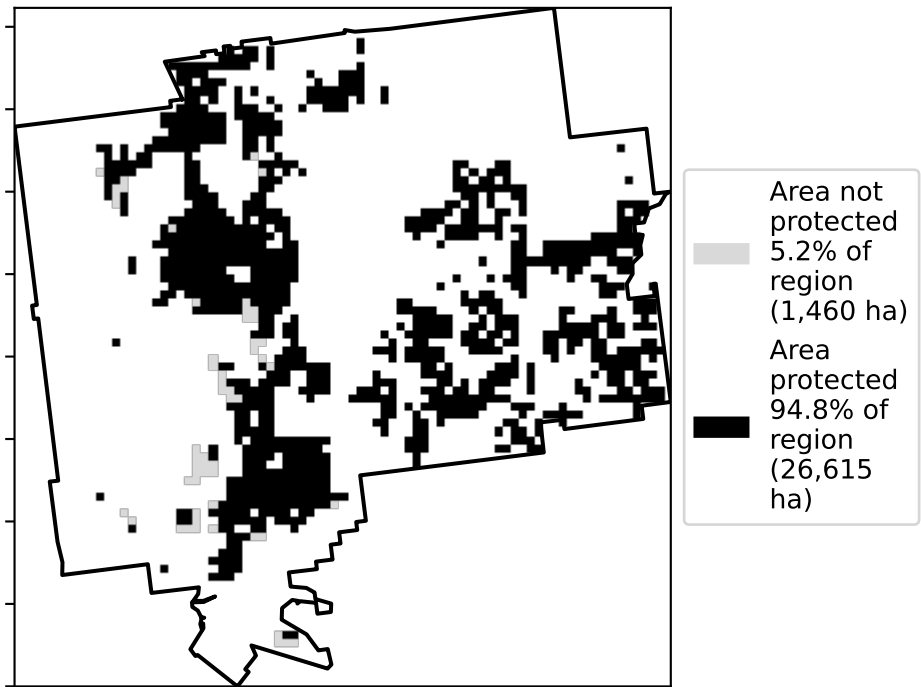 Area not
protected
5.2% of
region
(1,460 ha)
Area
protected
94.8% of
region
(26,615
ha)